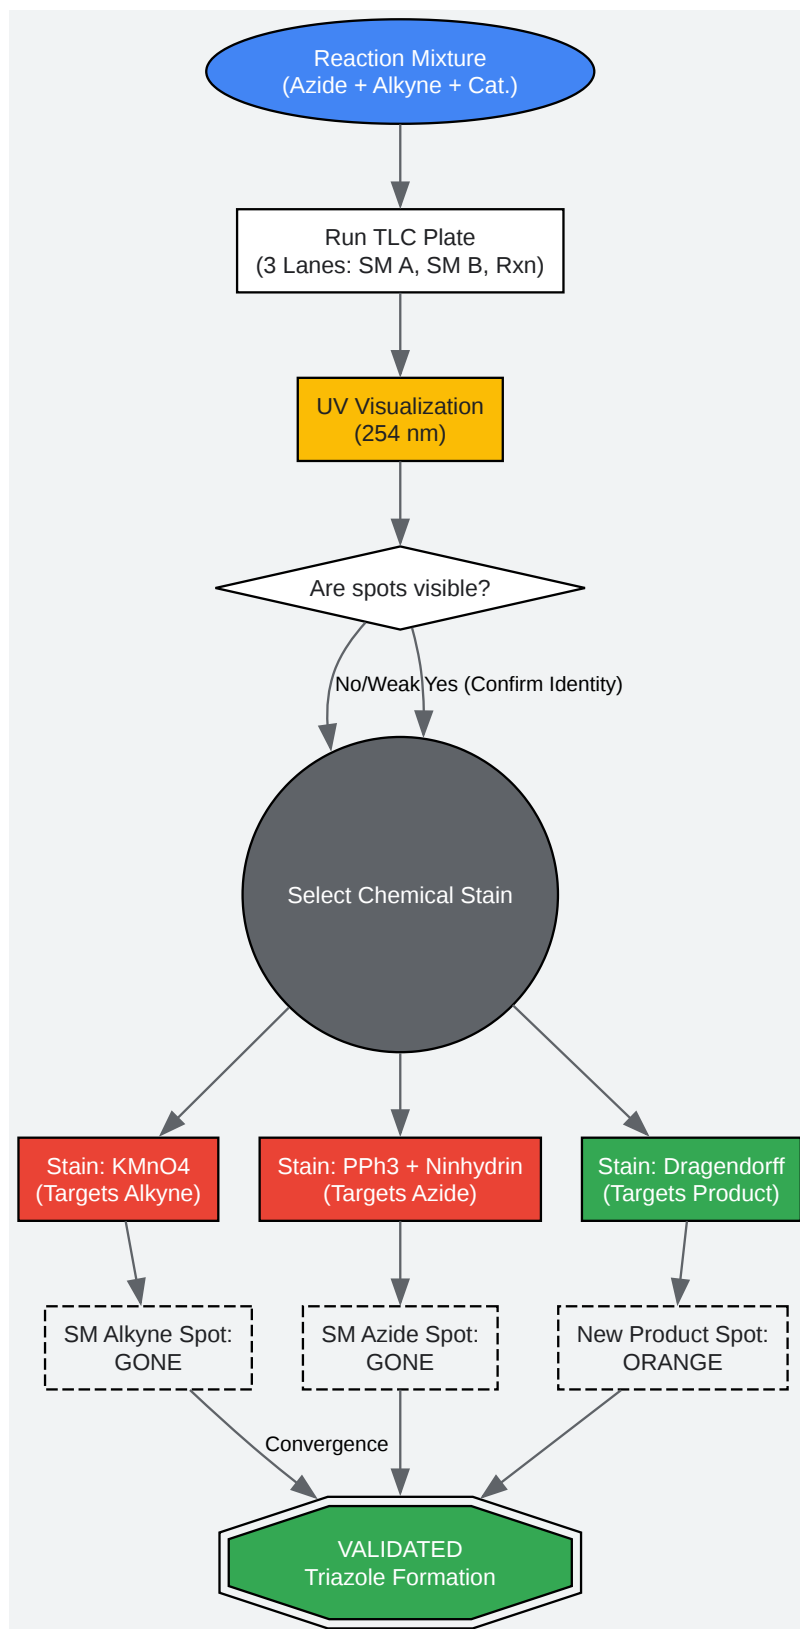 Reaction Mixture
(Azide + Alkyne + Cat.)
Run TLC Plate
(3 Lanes: SM A, SM B, Rxn)
UV Visualization
(254 nm)
Are spots visible?
No/Weak
Yes (Confirm Identity)
Select Chemical Stain
Stain: KMnO4
(Targets Alkyne)
Stain: PPh3 + Ninhydrin
(Targets Azide)
Stain: Dragendorff
(Targets Product)
SM Alkyne Spot:
GONE
SM Azide Spot:
GONE
New Product Spot:
ORANGE
Convergence
VALIDATED
Triazole Formation